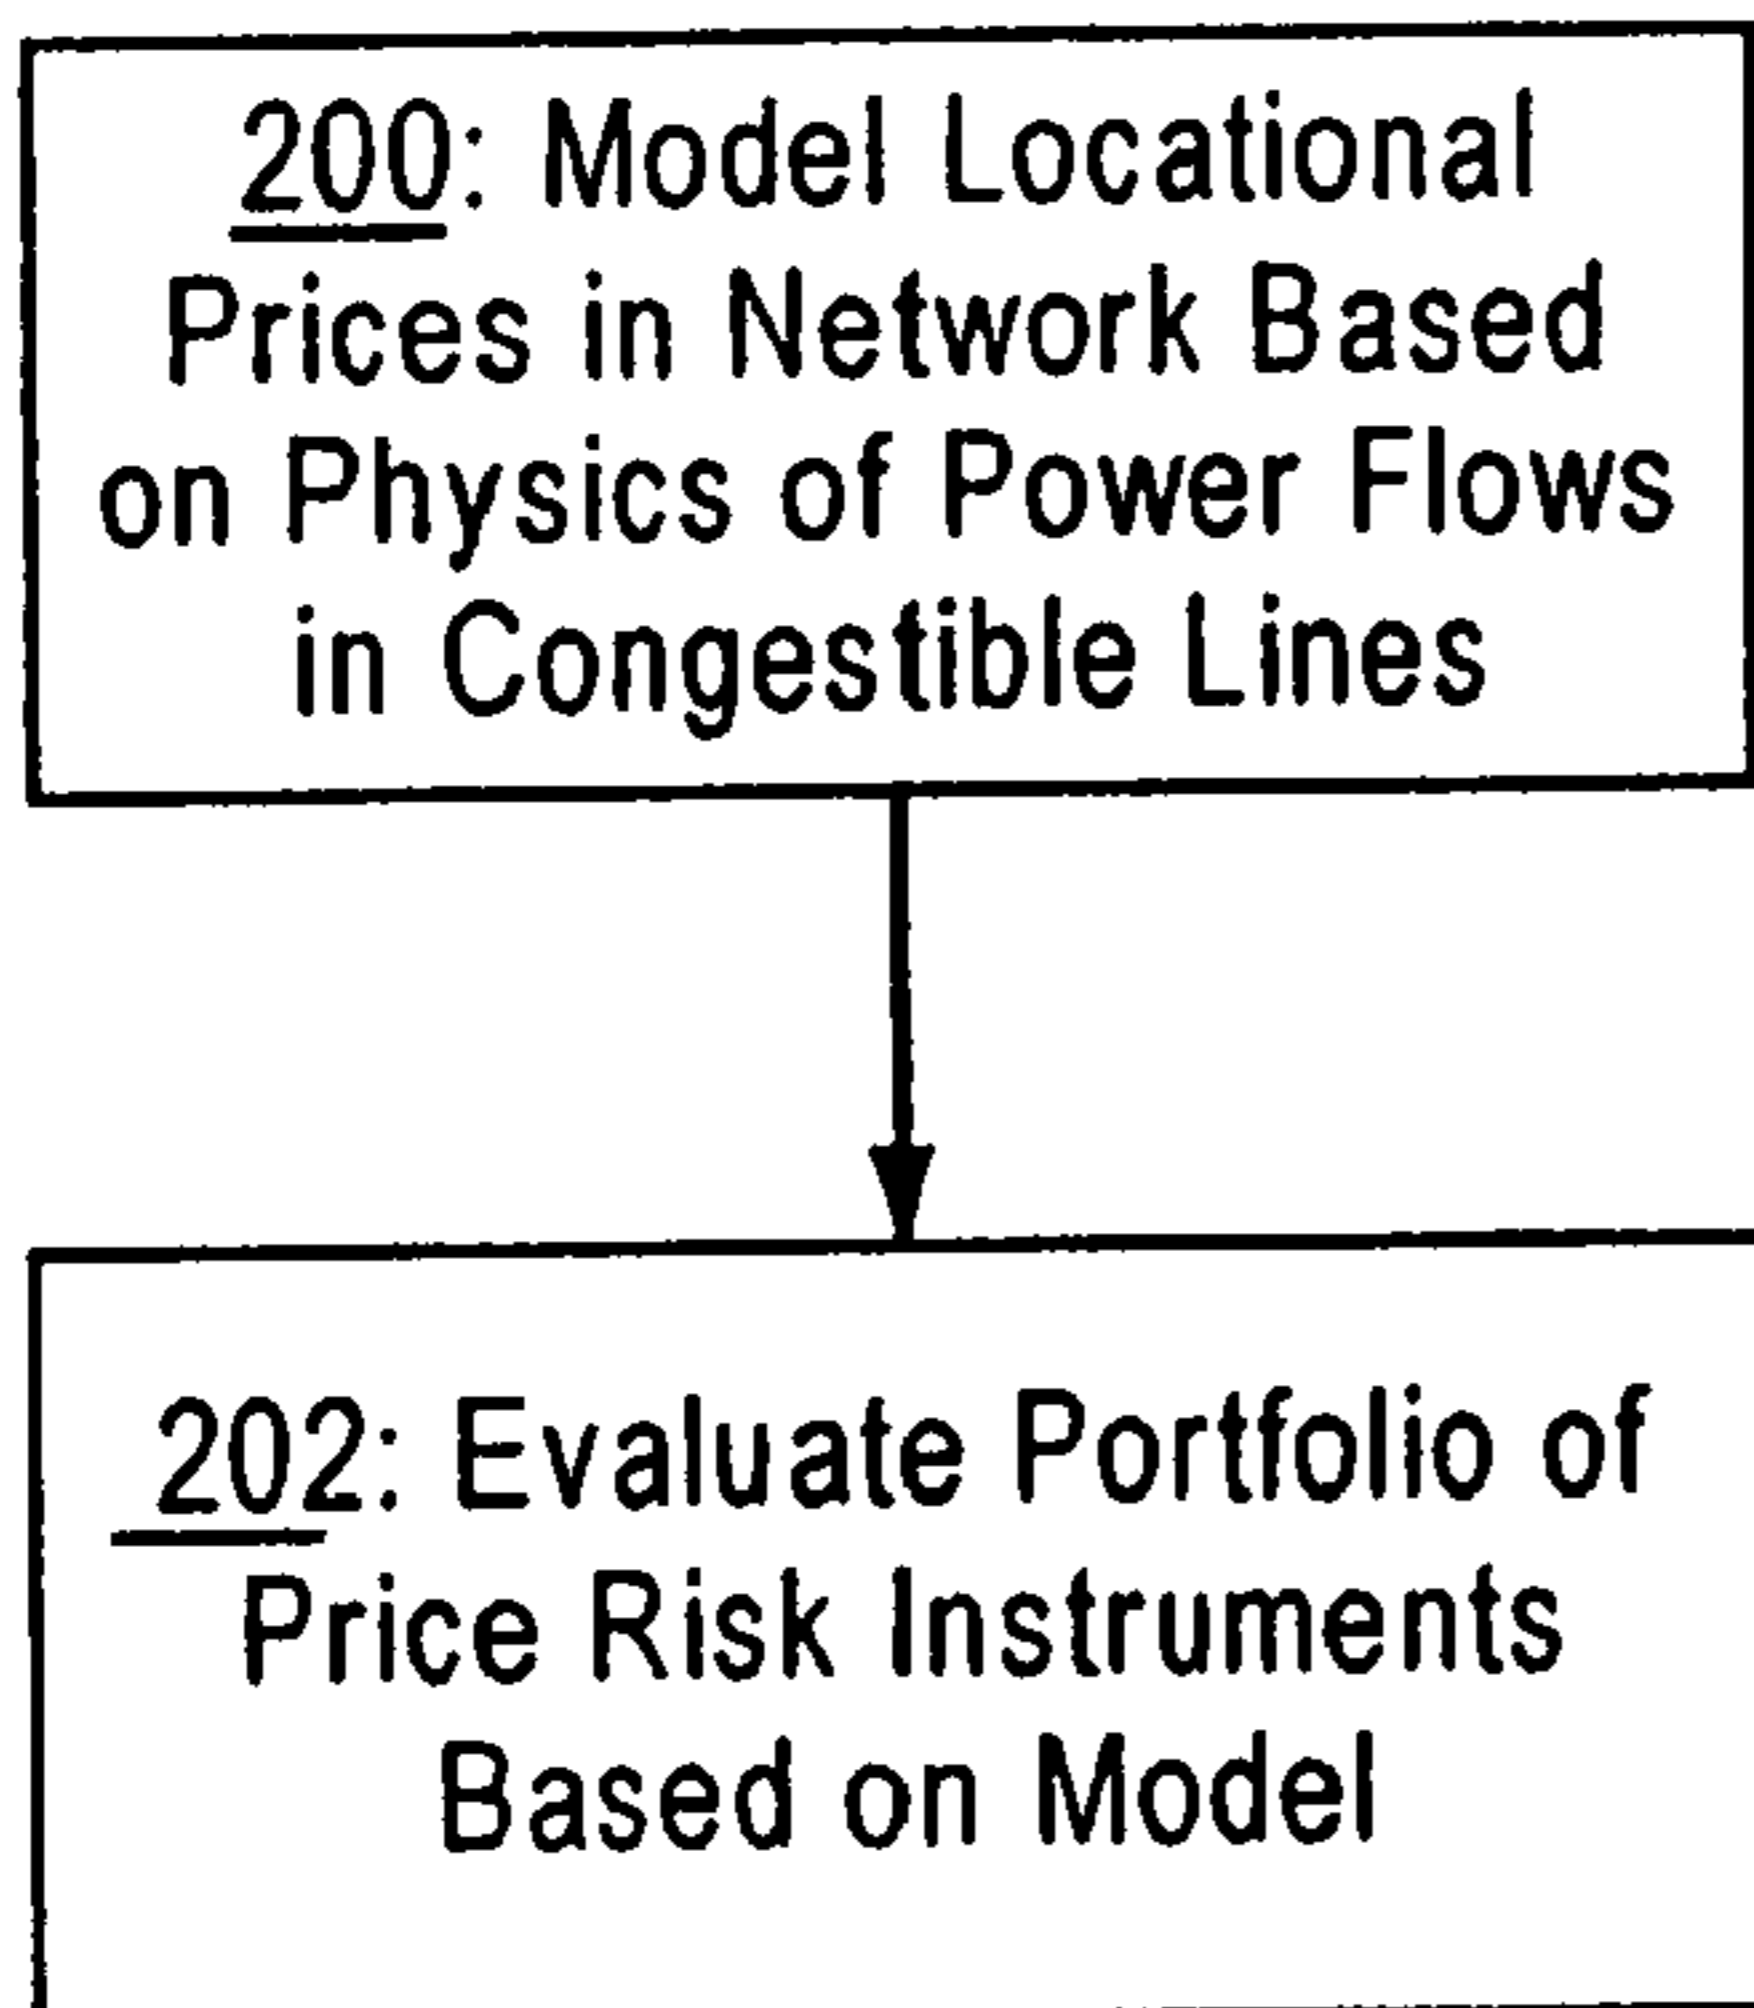 200: Model Locational
Prices in Network Based
on Physics of Power Flows
in Congestible Lines
202: Evaluate Portfolio of
Price Risk Instruments
Based on Model